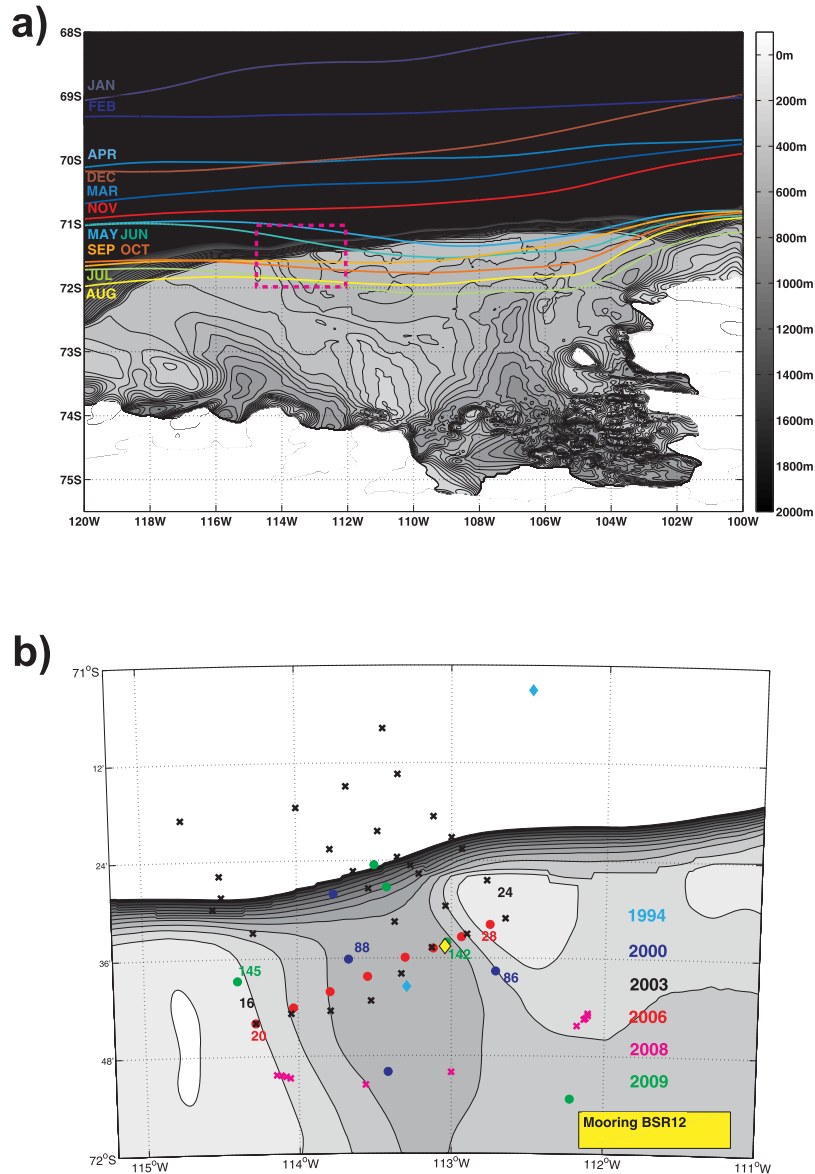 a)
68S
69S
70S
71S
72S
73S
74S
75S
JAN
FEB
APR
DEC
MAR
NOV
MAY JUN
SEP OCT
JUL
AUG
120W 118W 116W 114W 112W 110W 108W 106W 104W 102W 100W
0m
200m
400m
600m
800m
1000m
1200m
1400m
1600m
1800m
2000m
b)
71°S
12'
24'
36'
48'
72°S
24
28
88
142
86
145
16
20
1994
2000
2003
2006
2008
2009
Mooring BSR12
115°W 114°W 113°W 112°W 111°W